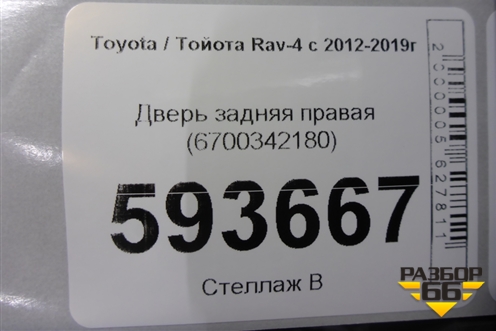 Toyota / Тойота Rav-4 с 2012-2019г
Дверь задняя правая
(6700342180)
593667
Стеллаж В
2000005627811
РАЗБОР
66